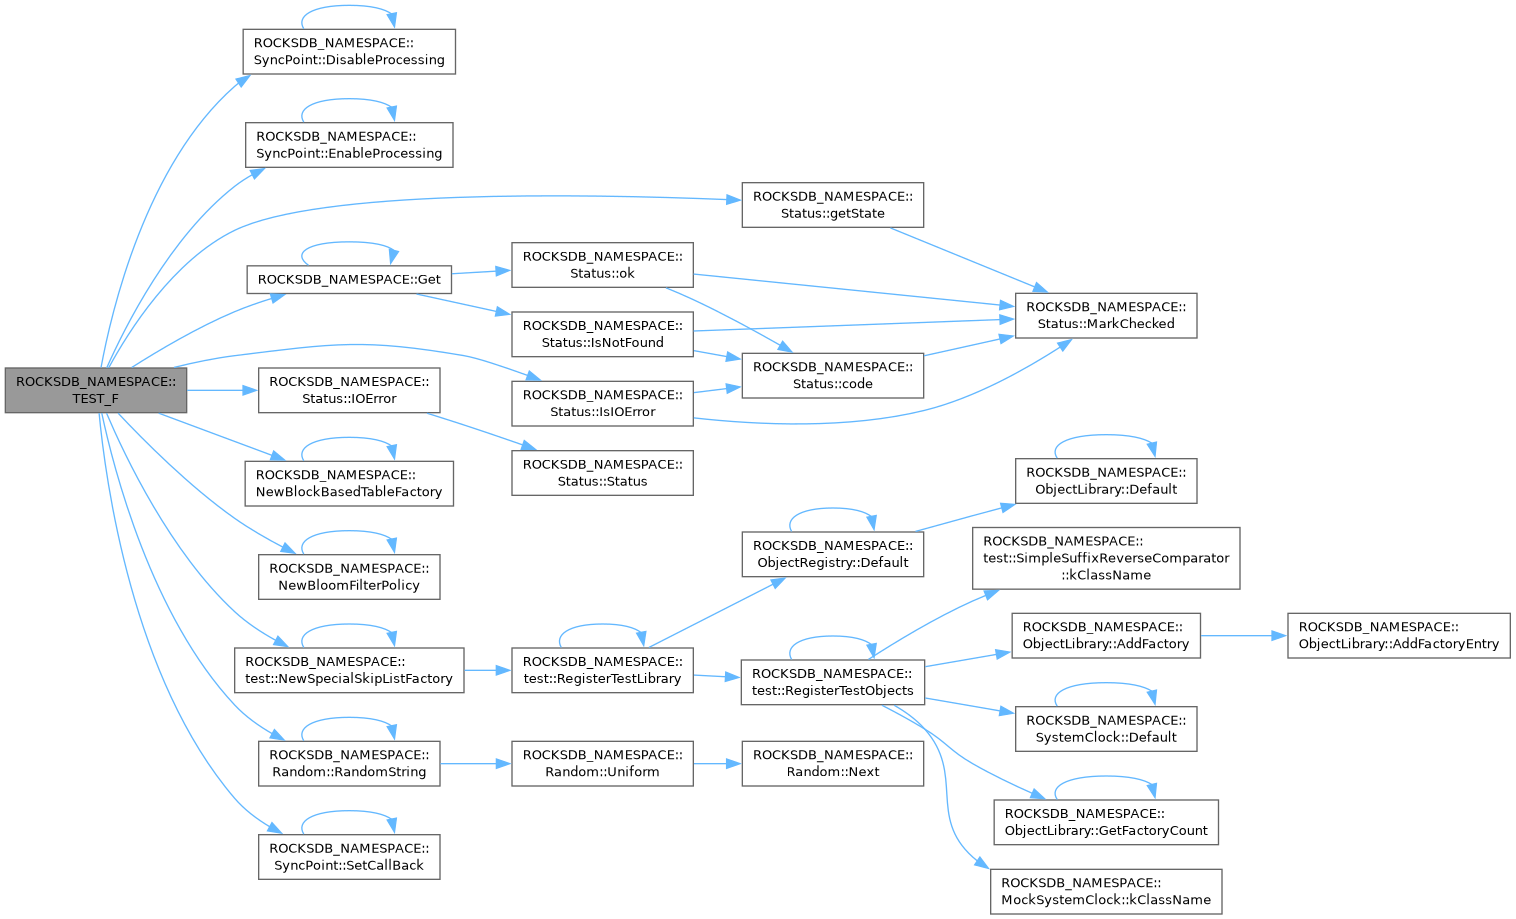 ROCKSDB_NAMESPACE::
TEST_F
ROCKSDB_NAMESPACE::
SyncPoint::DisableProcessing
ROCKSDB_NAMESPACE::
SyncPoint::EnableProcessing
ROCKSDB_NAMESPACE::Get
ROCKSDB_NAMESPACE::
Status::IOError
ROCKSDB_NAMESPACE::
NewBlockBasedTableFactory
ROCKSDB_NAMESPACE::
NewBloomFilterPolicy
ROCKSDB_NAMESPACE::
test::NewSpecialSkipListFactory
ROCKSDB_NAMESPACE::
Random::RandomString
ROCKSDB_NAMESPACE::
SyncPoint::SetCallBack
ROCKSDB_NAMESPACE::
Status::ok
ROCKSDB_NAMESPACE::
Status::IsNotFound
ROCKSDB_NAMESPACE::
Status::IsIOError
ROCKSDB_NAMESPACE::
Status::Status
ROCKSDB_NAMESPACE::
test::RegisterTestLibrary
ROCKSDB_NAMESPACE::
Random::Uniform
ROCKSDB_NAMESPACE::
Status::getState
ROCKSDB_NAMESPACE::
Status::code
ROCKSDB_NAMESPACE::
ObjectRegistry::Default
ROCKSDB_NAMESPACE::
test::RegisterTestObjects
ROCKSDB_NAMESPACE::
Random::Next
ROCKSDB_NAMESPACE::
Status::MarkChecked
ROCKSDB_NAMESPACE::
ObjectLibrary::Default
ROCKSDB_NAMESPACE::
test::SimpleSuffixReverseComparator
::kClassName
ROCKSDB_NAMESPACE::
ObjectLibrary::AddFactory
ROCKSDB_NAMESPACE::
SystemClock::Default
ROCKSDB_NAMESPACE::
ObjectLibrary::GetFactoryCount
ROCKSDB_NAMESPACE::
MockSystemClock::kClassName
ROCKSDB_NAMESPACE::
ObjectLibrary::AddFactoryEntry